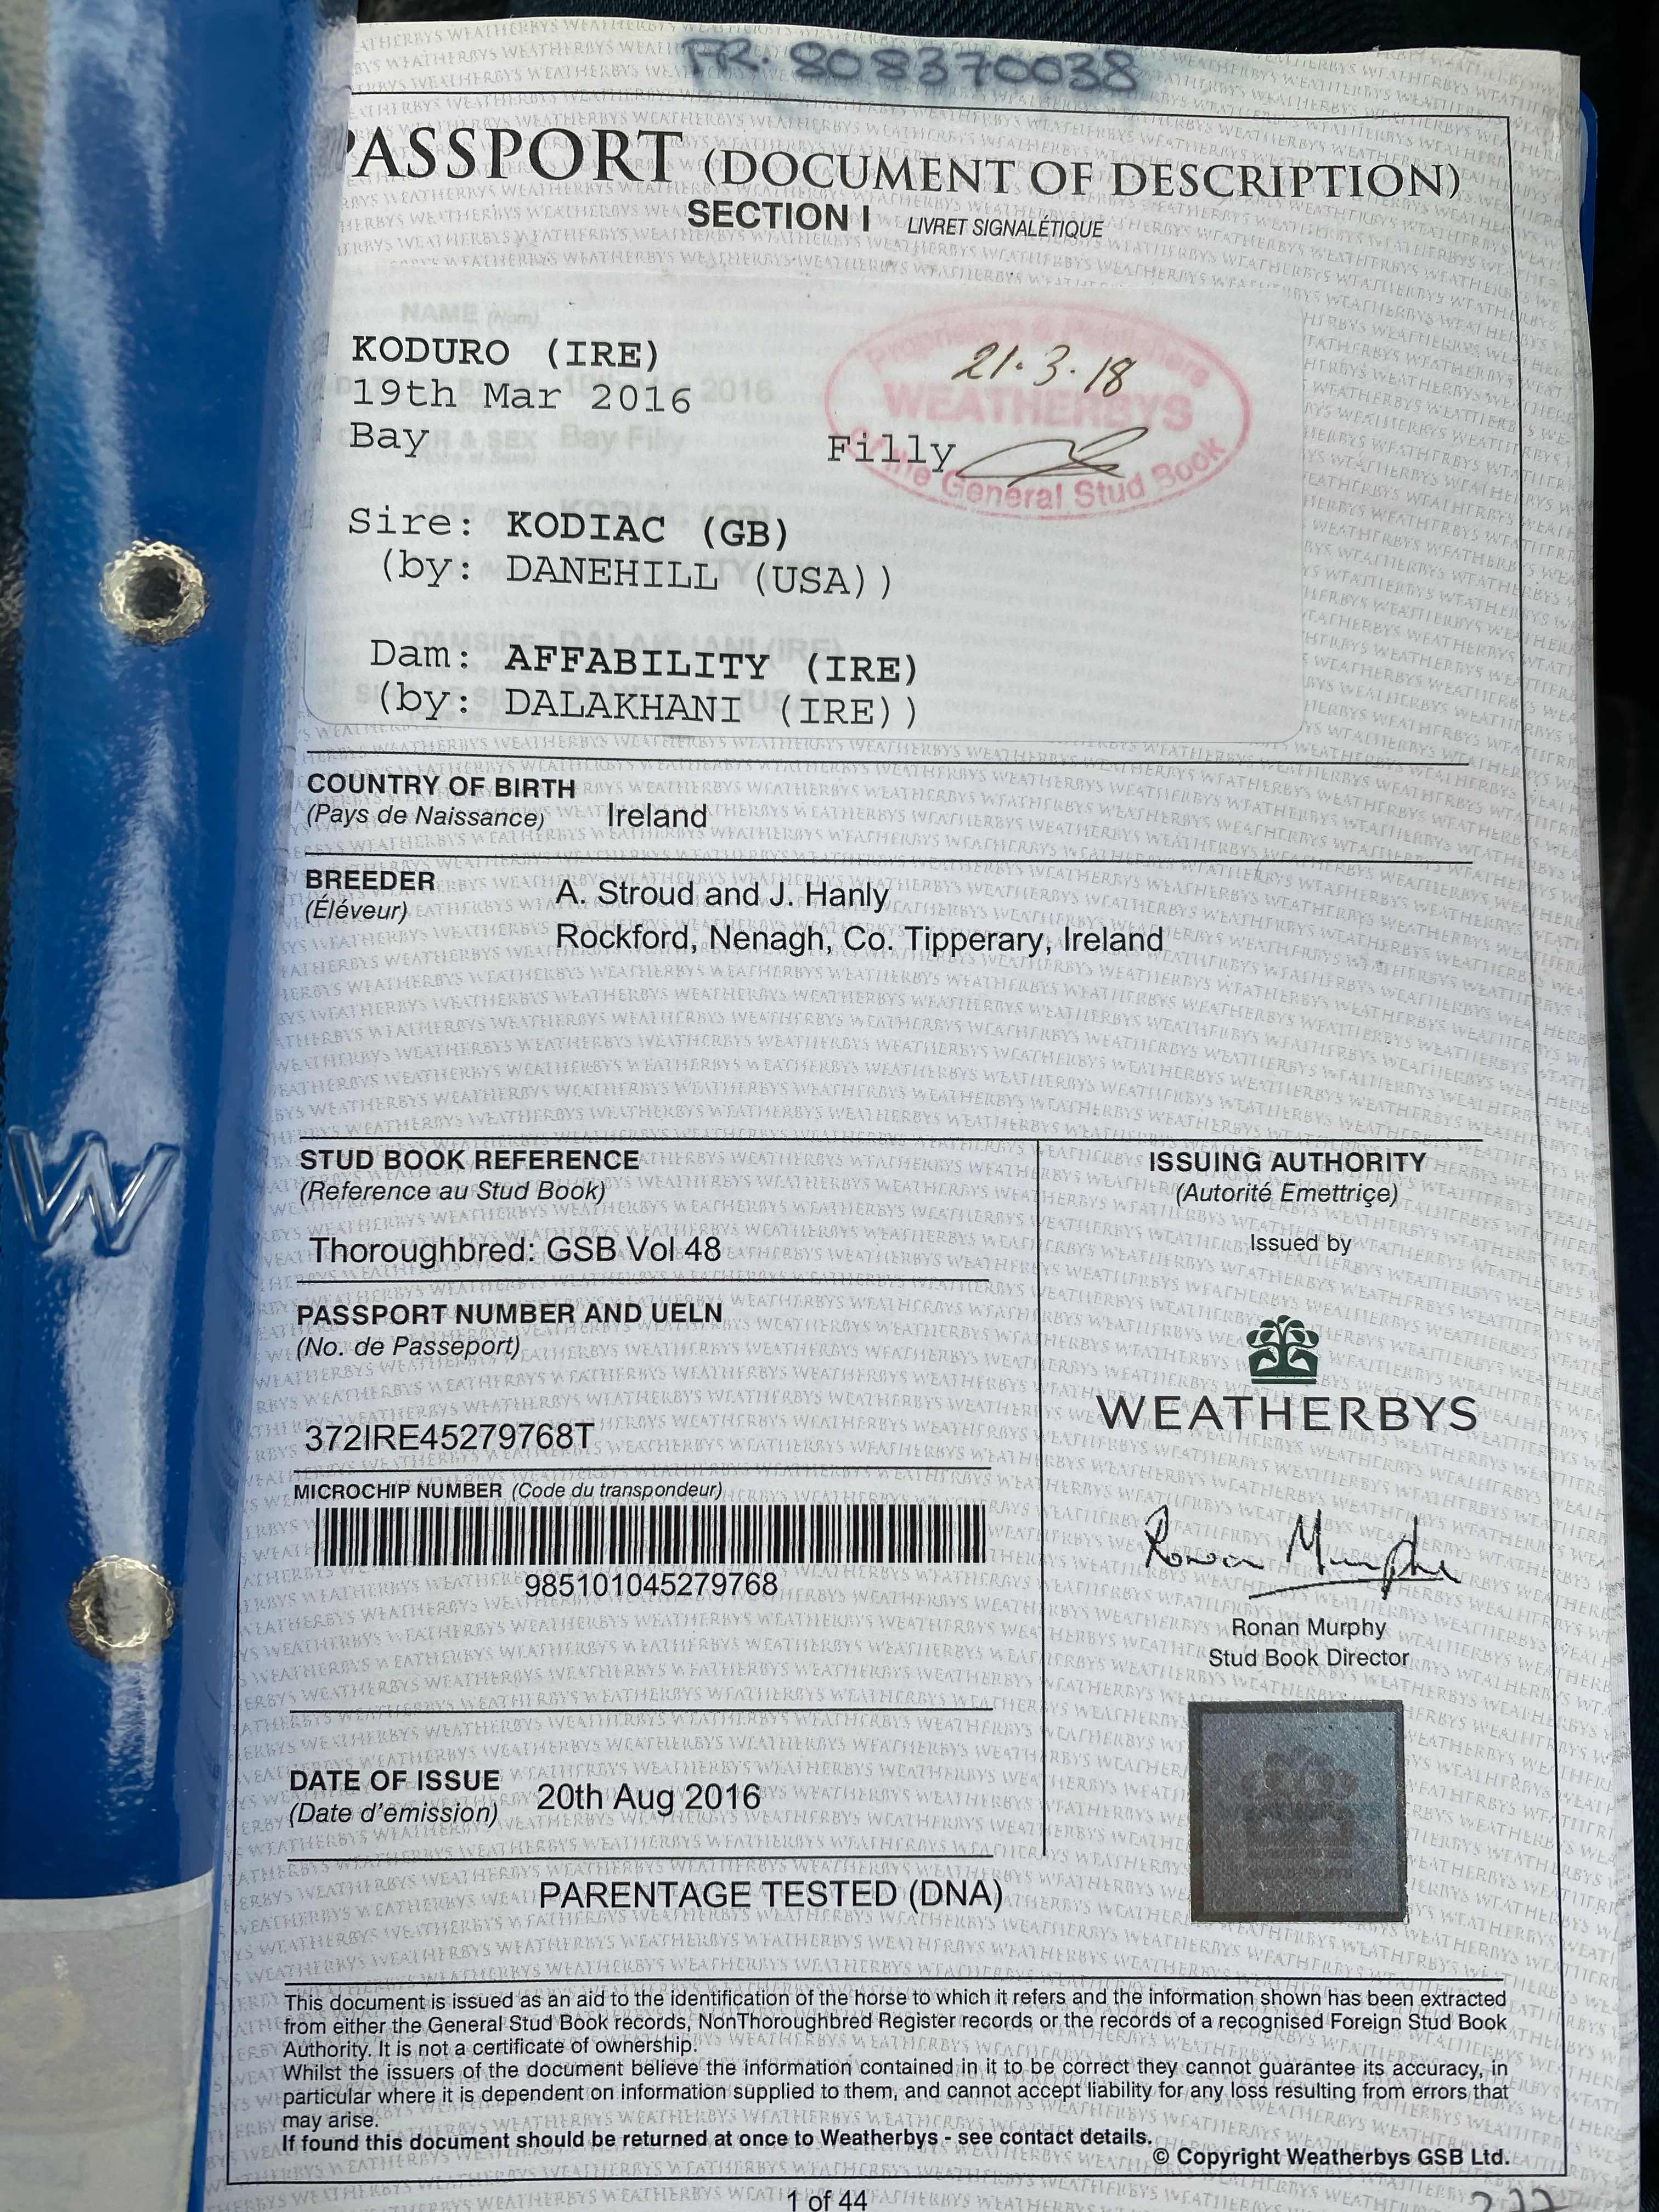 FR. 808370038
PASSPORT (DOCUMENT OF DESCRIPTION)
SECTION I LIVRET SIGNALÉTIQUE
NAME (Nom)
KODURO (IRE)
19th Mar 2016
Bay
Filly
Proprietors & Publishers
21·3·18
WEATHERBYS
of the General Stud Book
Sire: KODIAC (GB)
(by: DANEHILL (USA))
Dam: AFFABILITY (IRE)
(by: DALAKHANI (IRE))
COUNTRY OF BIRTH
(Pays de Naissance) Ireland
BREEDER
(Éléveur)
A. Stroud and J. Hanly
Rockford, Nenagh, Co. Tipperary, Ireland
STUD BOOK REFERENCE
(Reference au Stud Book)
Thoroughbred: GSB Vol 48
PASSPORT NUMBER AND UELN
(No. de Passeport)
372IRE45279768T
MICROCHIP NUMBER (Code du transpondeur)
985101045279768
DATE OF ISSUE
(Date d'émission) 20th Aug 2016
ISSUING AUTHORITY
(Autorité Emettriçe)
Issued by
WEATHERBYS
Ronan Murphy
Ronan Murphy
Stud Book Director
PARENTAGE TESTED (DNA)
This document is issued as an aid to the identification of the horse to which it refers and the information shown has been extracted
from either the General Stud Book records, NonThoroughbred Register records or the records of a recognised Foreign Stud Book
Authority. It is not a certificate of ownership.
Whilst the issuers of the document believe the information contained in it to be correct they cannot guarantee its accuracy, in
particular where it is dependent on information supplied to them, and cannot accept liability for any loss resulting from errors that
may arise.
If found this document should be returned at once to Weatherbys - see contact details.
© Copyright Weatherbys GSB Ltd.
1 of 44
W